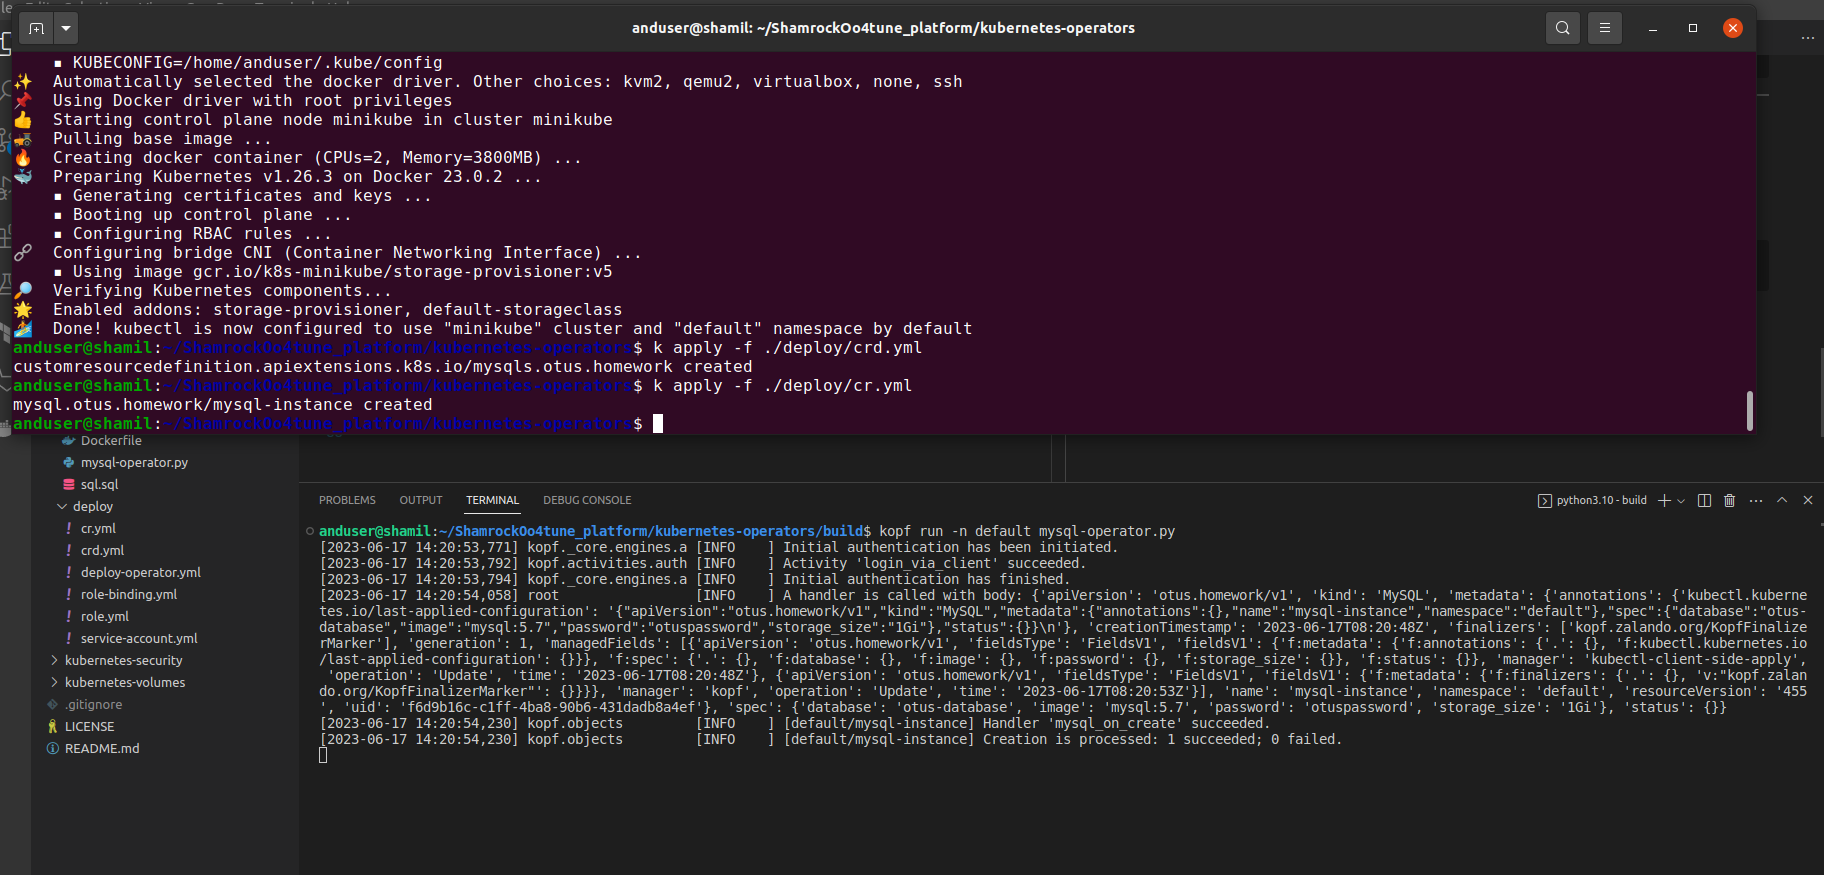 anduser@shamil: ~/ShamrockOo4tune_platform/kubernetes-operators
▪ KUBECONFIG=/home/anduser/.kube/config
✨ Automatically selected the docker driver. Other choices: kvm2, qemu2, virtualbox, none, ssh
📌 Using Docker driver with root privileges
👍 Starting control plane node minikube in cluster minikube
🚜 Pulling base image ...
🔥 Creating docker container (CPUs=2, Memory=3800MB) ...
🐳 Preparing Kubernetes v1.26.3 on Docker 23.0.2 ...
▪ Generating certificates and keys ...
▪ Booting up control plane ...
▪ Configuring RBAC rules ...
🔗 Configuring bridge CNI (Container Networking Interface) ...
▪ Using image gcr.io/k8s-minikube/storage-provisioner:v5
🔎 Verifying Kubernetes components...
🌟 Enabled addons: storage-provisioner, default-storageclass
🏄 Done! kubectl is now configured to use "minikube" cluster and "default" namespace by default
anduser@shamil:~/ShamrockOo4tune_platform/kubernetes-operators$ k apply -f ./deploy/crd.yml
customresourcedefinition.apiextensions.k8s.io/mysqls.otus.homework created
anduser@shamil:~/ShamrockOo4tune_platform/kubernetes-operators$ k apply -f ./deploy/cr.yml
mysql.otus.homework/mysql-instance created
anduser@shamil:~/ShamrockOo4tune_platform/kubernetes-operators$
Dockerfile
mysql-operator.py
sql.sql
deploy
! cr.yml
! crd.yml
! deploy-operator.yml
! role-binding.yml
! role.yml
! service-account.yml
kubernetes-security
kubernetes-volumes
.gitignore
LICENSE
README.md
PROBLEMS OUTPUT TERMINAL DEBUG CONSOLE
python3.10 - build
anduser@shamil:~/ShamrockOo4tune_platform/kubernetes-operators/build$ kopf run -n default mysql-operator.py
[2023-06-17 14:20:53,771] kopf._core.engines.a [INFO    ] Initial authentication has been initiated.
[2023-06-17 14:20:53,792] kopf.activities.auth [INFO    ] Activity 'login_via_client' succeeded.
[2023-06-17 14:20:53,794] kopf._core.engines.a [INFO    ] Initial authentication has finished.
[2023-06-17 14:20:54,058] root                 [INFO    ] A handler is called with body: {'apiVersion': 'otus.homework/v1', 'kind': 'MySQL', 'metadata': {'annotations': {'kubectl.kuberne
tes.io/last-applied-configuration': '{"apiVersion":"otus.homework/v1","kind":"MySQL","metadata":{"annotations":{},"name":"mysql-instance","namespace":"default"},"spec":{"database":"otus-
database","image":"mysql:5.7","password":"otuspassword","storage_size":"1Gi"},"status":{}}\n'}, 'creationTimestamp': '2023-06-17T08:20:48Z', 'finalizers': ['kopf.zalando.org/KopfFinalize
rMarker'], 'generation': 1, 'managedFields': [{'apiVersion': 'otus.homework/v1', 'fieldsType': 'FieldsV1', 'fieldsV1': {'f:metadata': {'f:annotations': {'.': {}, 'f:kubectl.kubernetes.io
/last-applied-configuration': {}}}, 'f:spec': {'.': {}, 'f:database': {}, 'f:image': {}, 'f:password': {}, 'f:storage_size': {}}, 'f:status': {}}, 'manager': 'kubectl-client-side-apply',
'operation': 'Update', 'time': '2023-06-17T08:20:48Z'}, {'apiVersion': 'otus.homework/v1', 'fieldsType': 'FieldsV1', 'fieldsV1': {'f:metadata': {'f:finalizers': {'.': {}, 'v:"kopf.zalan
do.org/KopfFinalizerMarker"': {}}}}, 'manager': 'kopf', 'operation': 'Update', 'time': '2023-06-17T08:20:53Z'}], 'name': 'mysql-instance', 'namespace': 'default', 'resourceVersion': '455
', 'uid': 'f6d9b16c-c1ff-4ba8-90b6-431dadb8a4ef'}, 'spec': {'database': 'otus-database', 'image': 'mysql:5.7', 'password': 'otuspassword', 'storage_size': '1Gi'}, 'status': {}}
[2023-06-17 14:20:54,230] kopf.objects         [INFO    ] [default/mysql-instance] Handler 'mysql_on_create' succeeded.
[2023-06-17 14:20:54,230] kopf.objects         [INFO    ] [default/mysql-instance] Creation is processed: 1 succeeded; 0 failed.